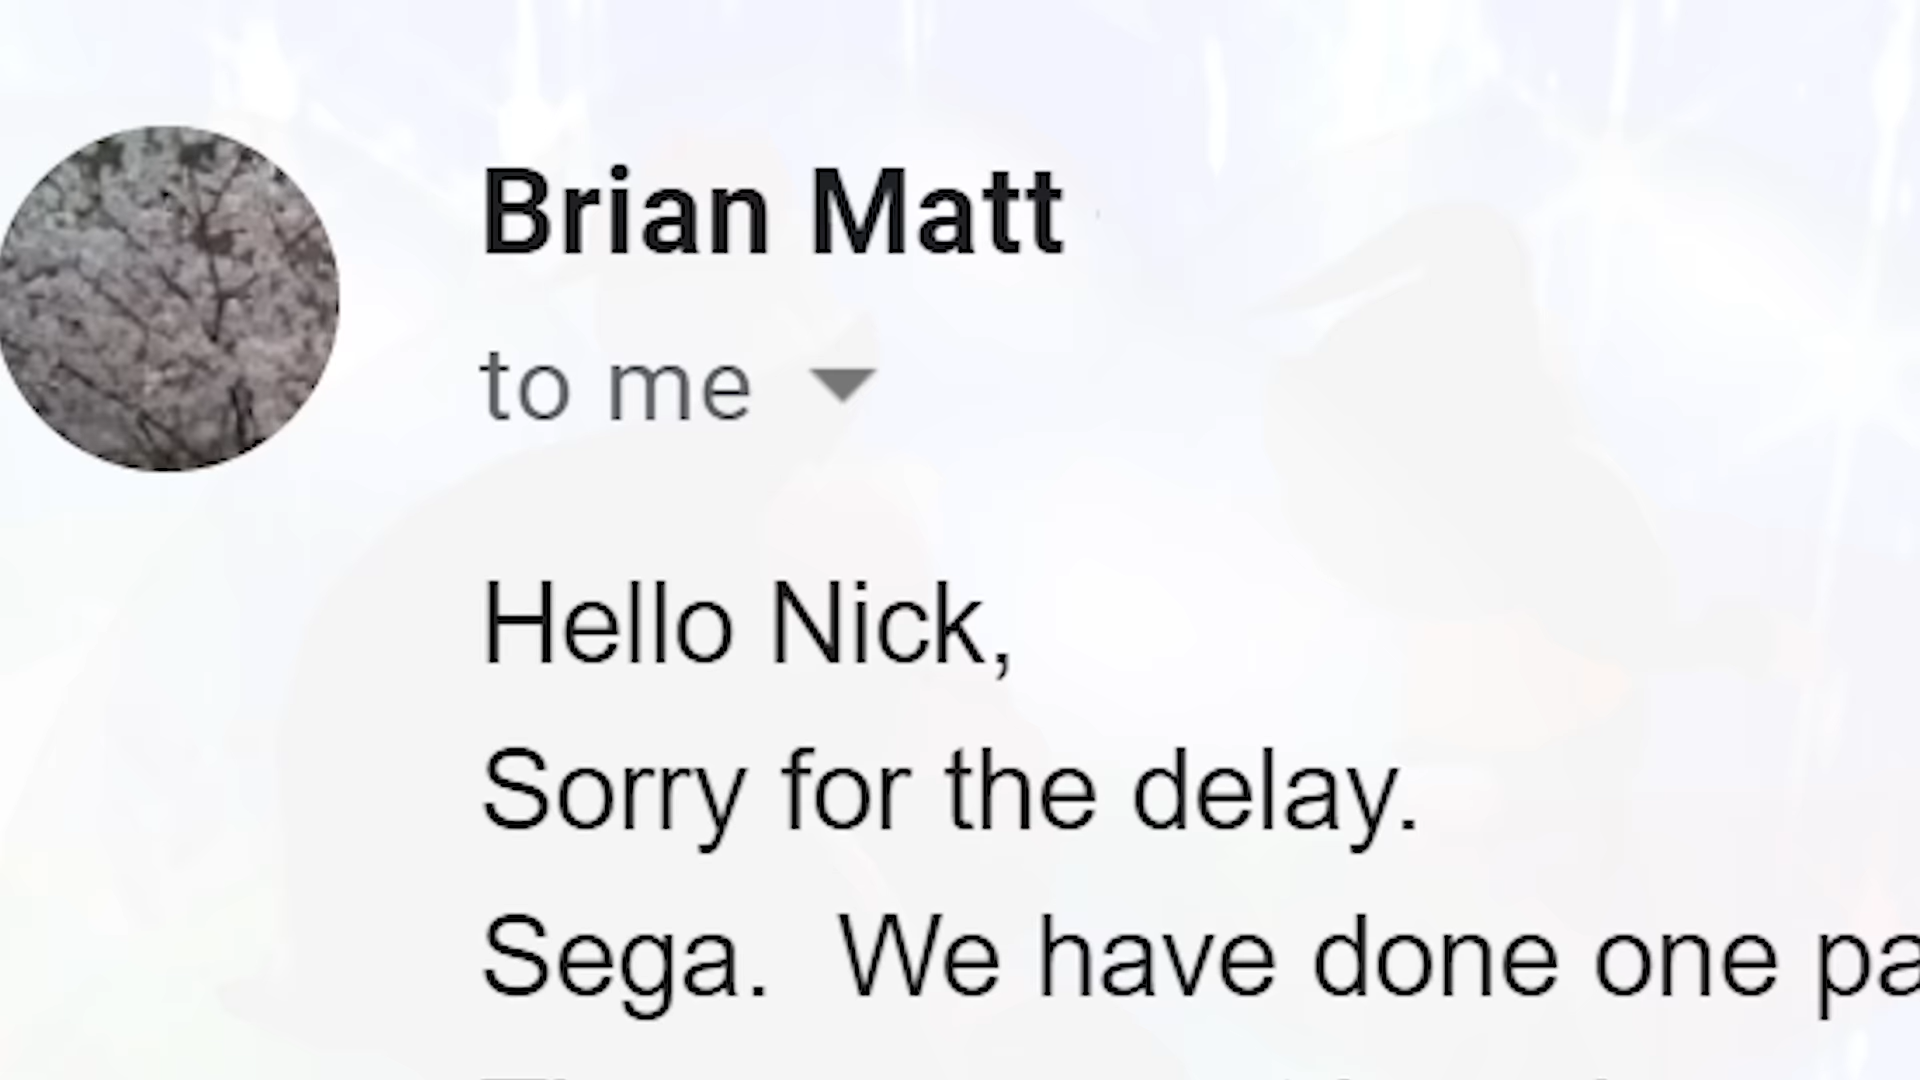 Brian Matt
to me
Hello Nick,
Sorry for the delay.
Sega.  We have done one